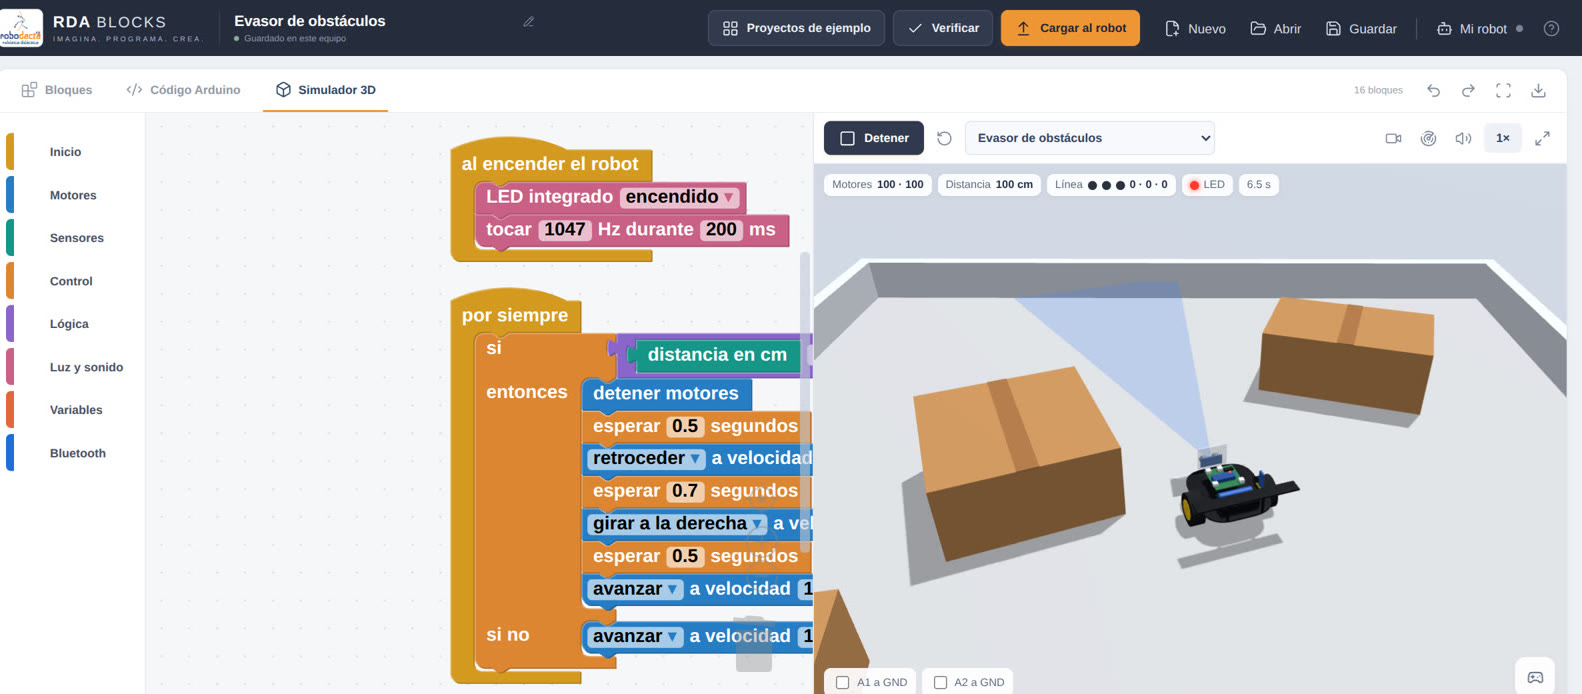 robodacta
robótica didáctica
RDA BLOCKS
IMAGINA. PROGRAMA. CREA.
Evasor de obstáculos
Guardado en este equipo
Proyectos de ejemplo
Verificar
Cargar al robot
Nuevo
Abrir
Guardar
Mi robot
?
Bloques
</> Código Arduino
Simulador 3D
16 bloques
Inicio
Motores
Sensores
Control
Lógica
Luz y sonido
Variables
Bluetooth
al encender el robot
LED integrado encendido ▼
tocar 1047 Hz durante 200 ms
por siempre
si
distancia en cm
entonces
detener motores
esperar 0.5 segundos
retroceder ▼ a velocidad
esperar 0.7 segundos
girar a la derecha ▼ a vel
esperar 0.5 segundos
avanzar ▼ a velocidad 1
si no
avanzar ▼ a velocidad 1
Detener
Evasor de obstáculos
1×
Motores 100 · 100
Distancia 100 cm
Línea 0 · 0 · 0
LED
6.5 s
A1 a GND
A2 a GND